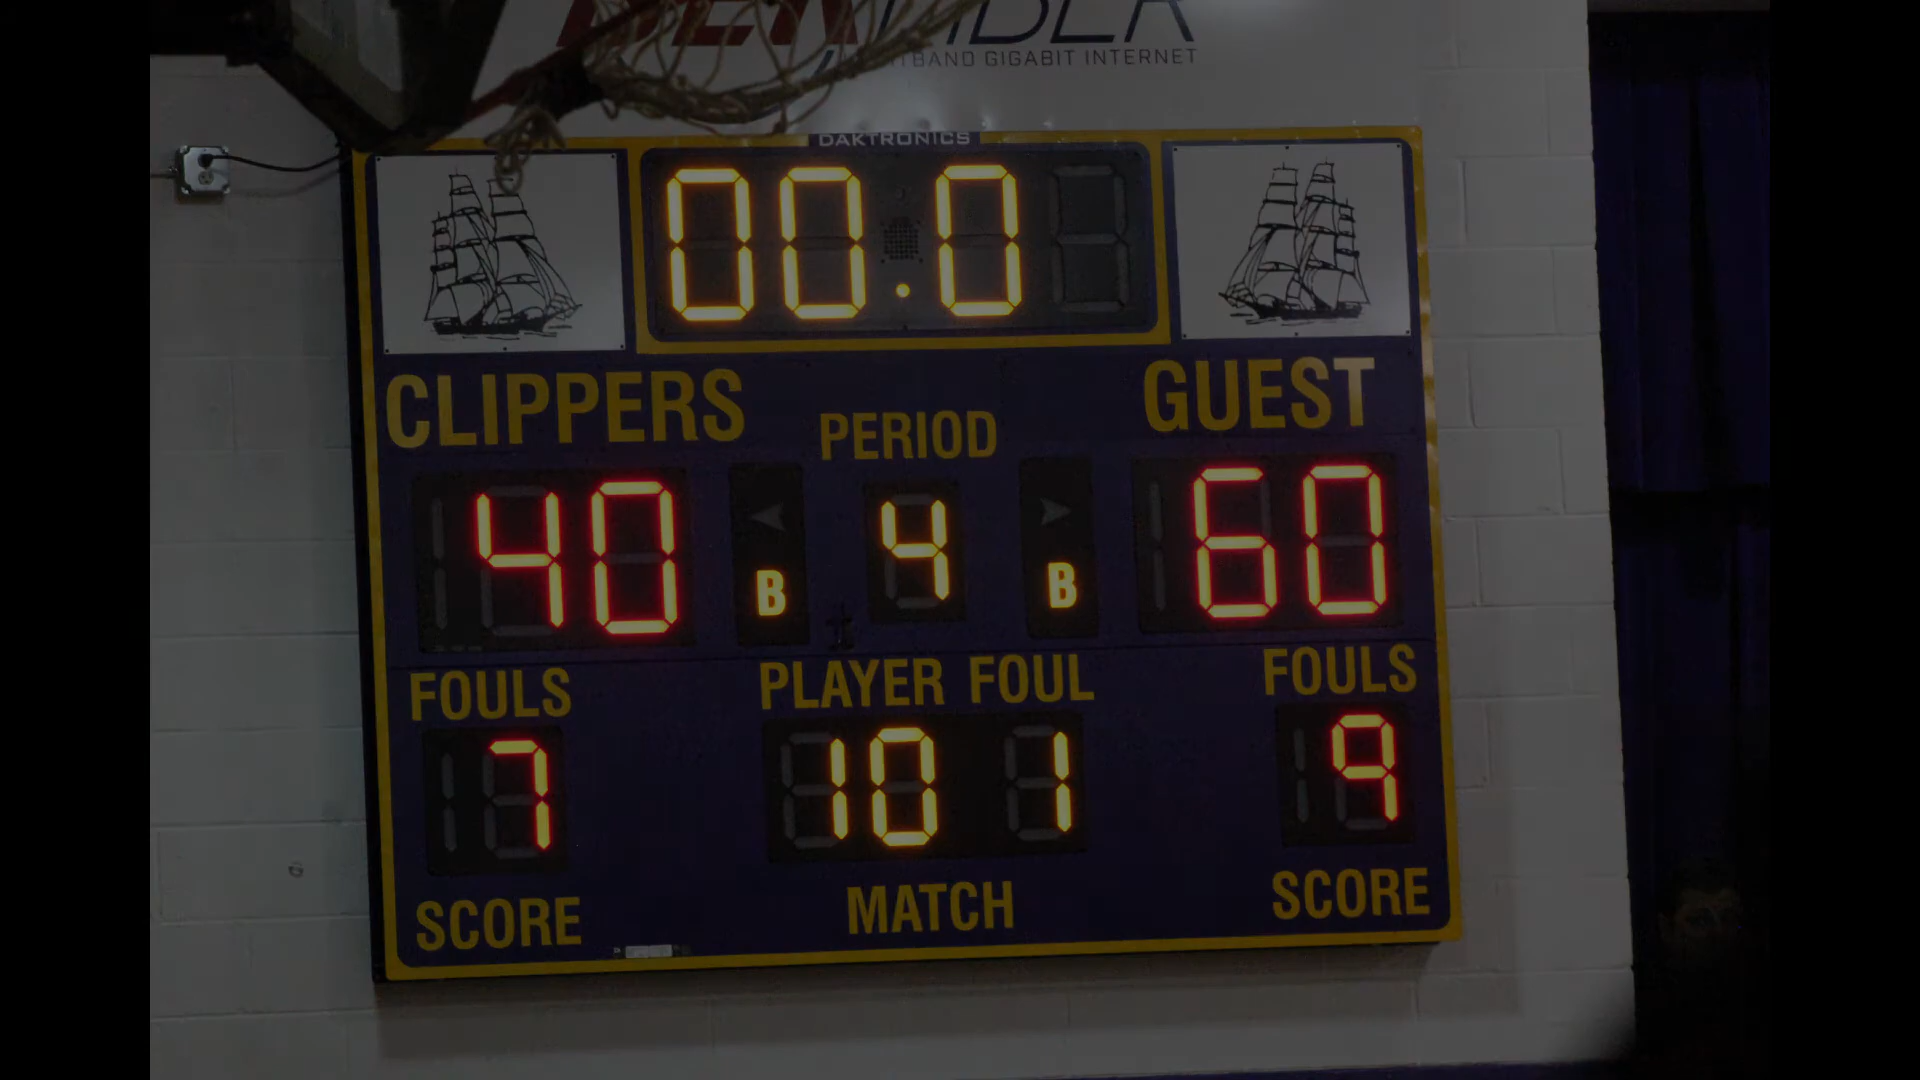 BAND GIGABIT INTERNET
DAKTRONICS
00.0
CLIPPERS
GUEST
PERIOD
40
B
4
B
60
FOULS
PLAYER FOUL
FOULS
7
10 1
9
SCORE
MATCH
SCORE